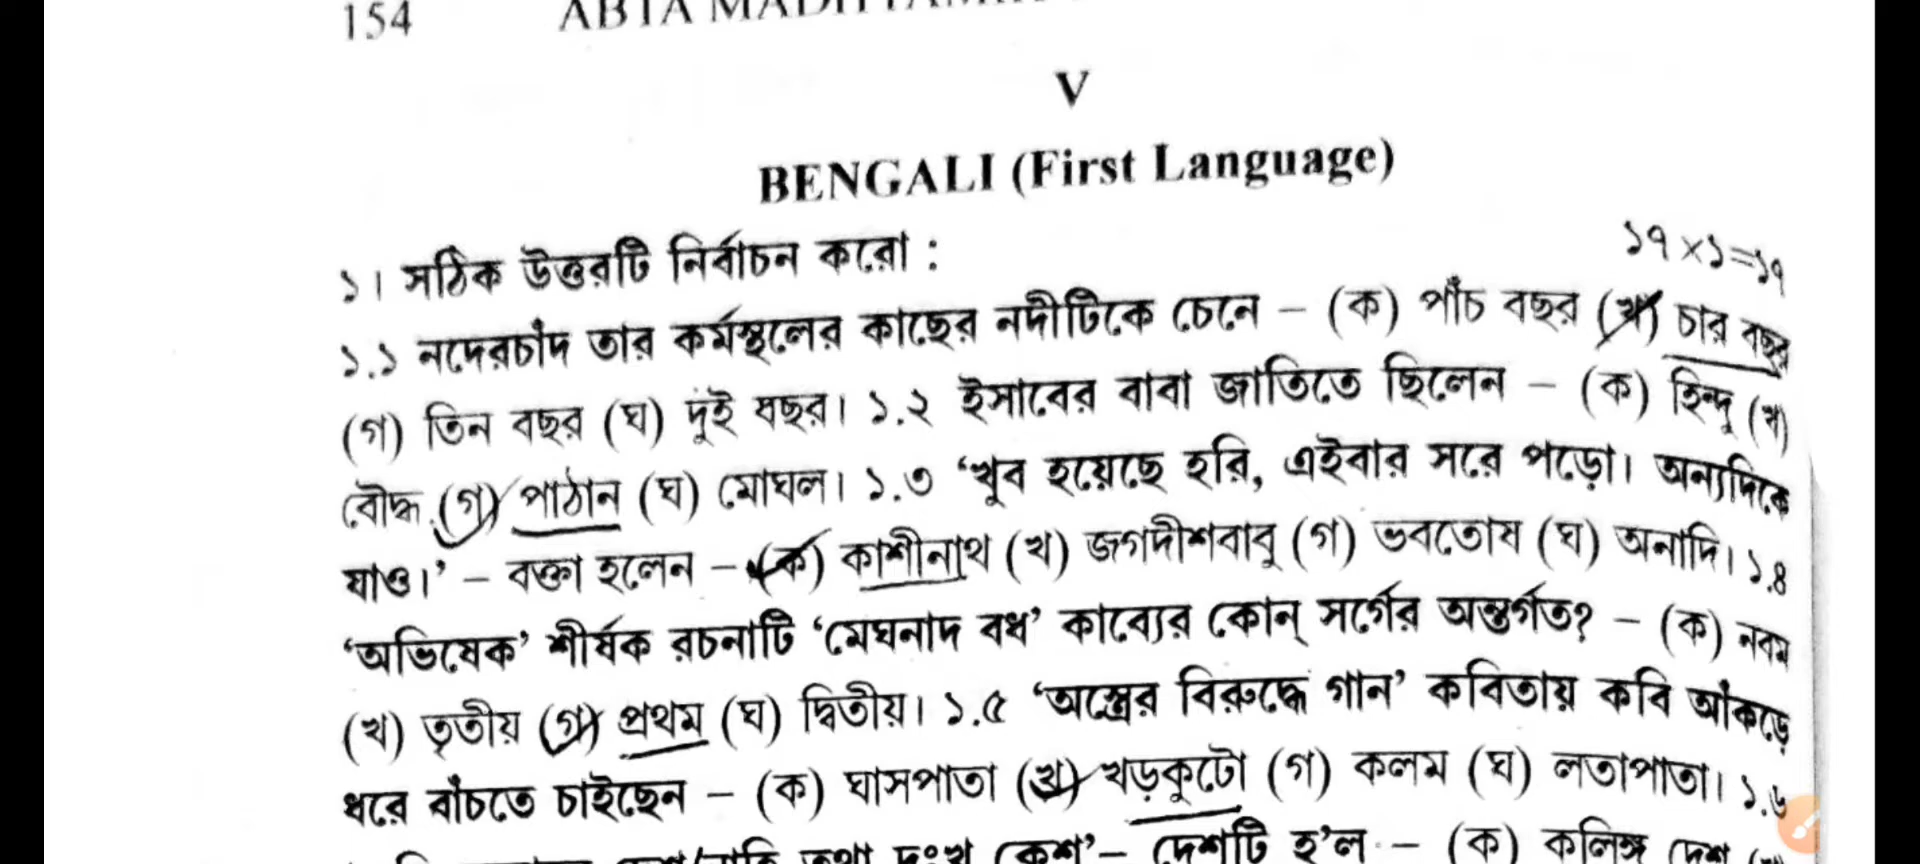 154 ABTA
V
BENGALI (First Language)
১। সঠিক উত্তরটি নির্বাচন করো : ১৭×১=১৭
১.১ নদেরচাঁদ তার কর্মস্থলের কাছের নদীটিকে চেনে – (ক) পাঁচ বছর (খ) চার বছর
(গ) তিন বছর (ঘ) দুই বছর। ১.২ ইসাবের বাবা জাতিতে ছিলেন – (ক) হিন্দু (খ)
বৌদ্ধ (গ) পাঠান (ঘ) মোঘল। ১.৩ ‘খুব হয়েছে হরি, এইবার সরে পড়ো। অন্যদিকে
যাও।’ – বক্তা হলেন – (ক) কাশীনাথ (খ) জগদীশবাবু (গ) ভবতোষ (ঘ) অনাদি। ১.৪
‘অভিষেক’ শীর্ষক রচনাটি ‘মেঘনাদ বধ’ কাব্যের কোন্ সর্গের অন্তর্গত? – (ক) নবম
(খ) তৃতীয় (গ) প্রথম (ঘ) দ্বিতীয়। ১.৫ ‘অস্ত্রের বিরুদ্ধে গান’ কবিতায় কবি আঁকড়ে
ধরে বাঁচতে চাইছেন – (ক) ঘাসপাতা (খ) খড়কুটো (গ) কলম (ঘ) লতাপাতা। ১.৬
তথা দুঃখ ক্লেশ’– দেশটি হ’ল – (ক) কলিঙ্গ দেশ